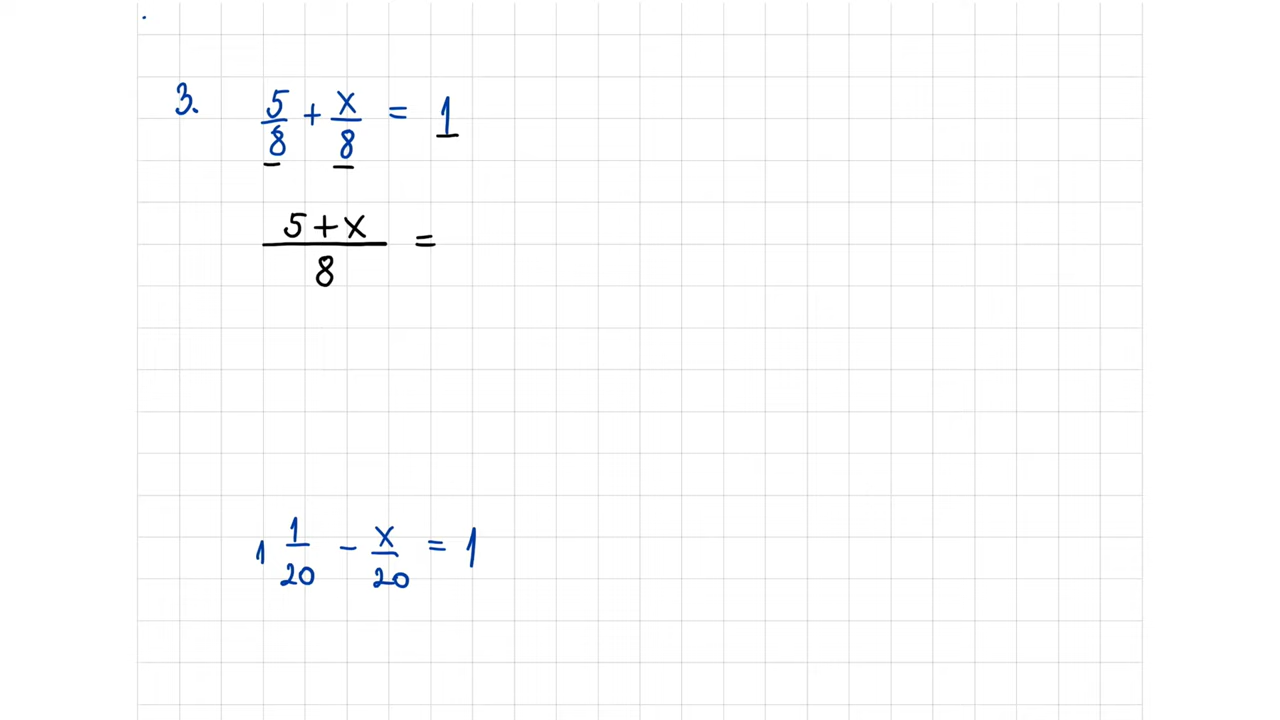 3. 5/8 + x/8 = 1
5+x/8 =
1 1/20 - x/20 = 1